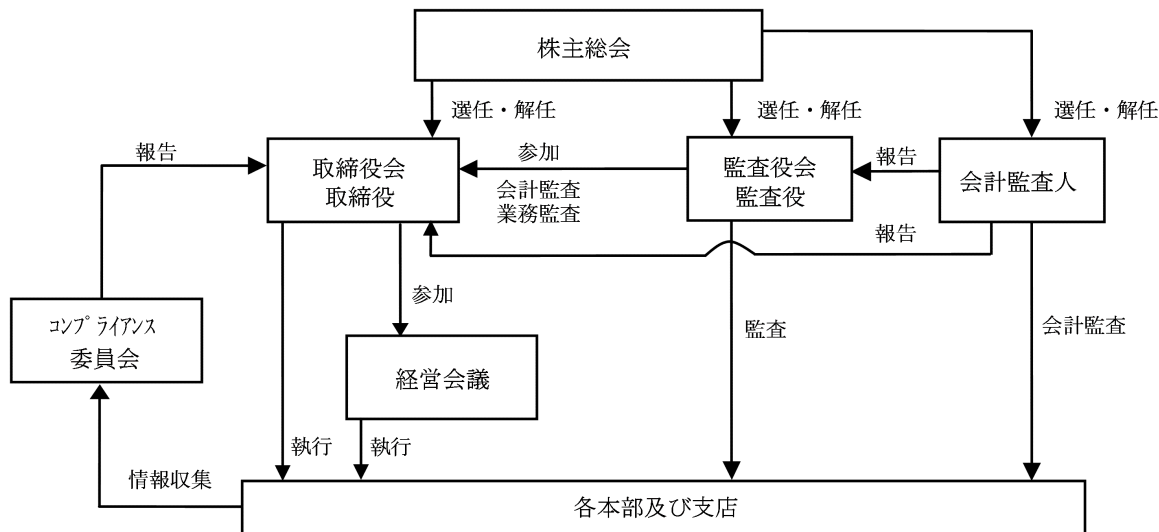 株主総会
選任・解任
選任・解任
選任・解任
報告
取締役会
取締役
参加
会計監査
業務監査
監査役会
監査役
報告
会計監査人
報告
参加
コンプライアンス
委員会
監査
会計監査
経営会議
執行
執行
情報収集
各本部及び支店